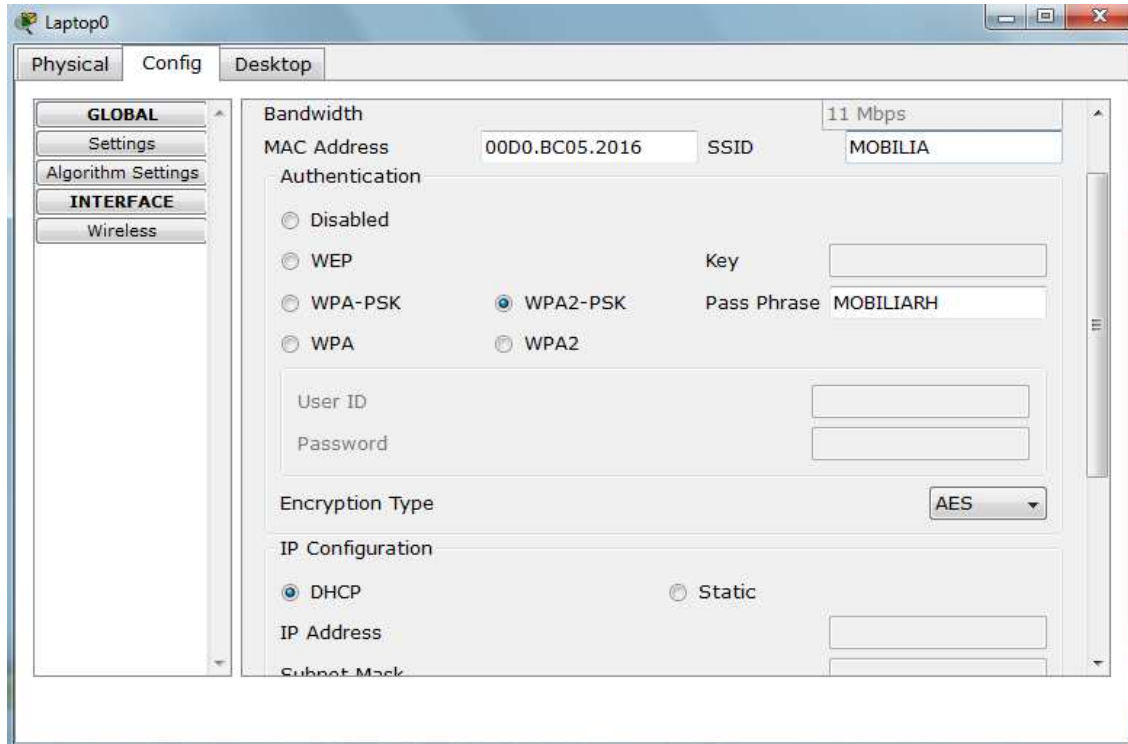 Laptop0
Physical Config Desktop
GLOBAL
Settings
Algorithm Settings
INTERFACE
Wireless
Bandwidth 11 Mbps
MAC Address 00D0.BC05.2016 SSID MOBILIA
Authentication
Disabled
WEP Key
WPA-PSK WPA2-PSK Pass Phrase MOBILIARH
WPA WPA2
User ID
Password
Encryption Type AES
IP Configuration
DHCP Static
IP Address
Subnet Mask